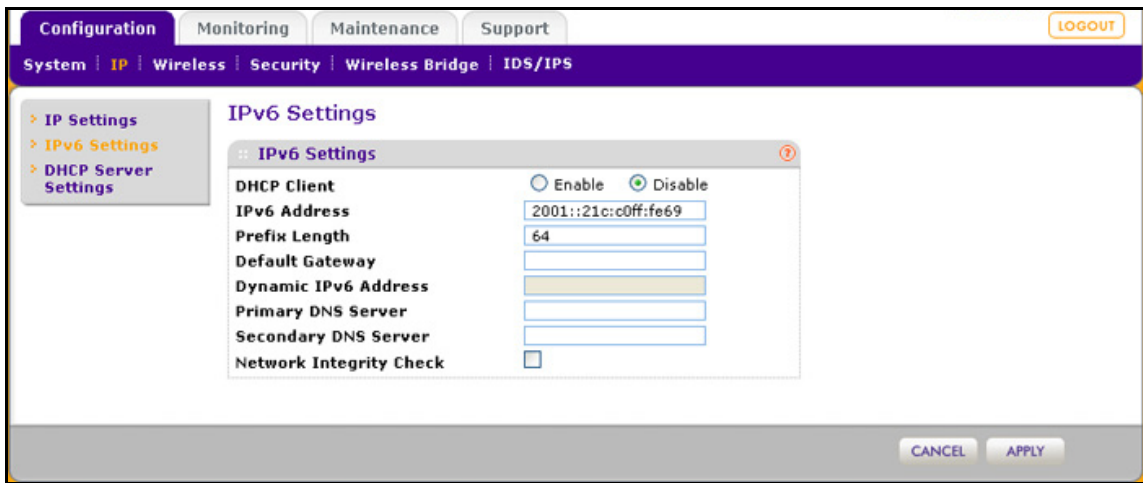 Configuration Monitoring Maintenance Support LOGOUT
System IP Wireless Security Wireless Bridge IDS/IPS
IP Settings
IPv6 Settings
DHCP Server
Settings
IPv6 Settings
IPv6 Settings ?
DHCP Client Enable Disable
IPv6 Address 2001::21c:c0ff:fe69
Prefix Length 64
Default Gateway
Dynamic IPv6 Address
Primary DNS Server
Secondary DNS Server
Network Integrity Check
CANCEL APPLY